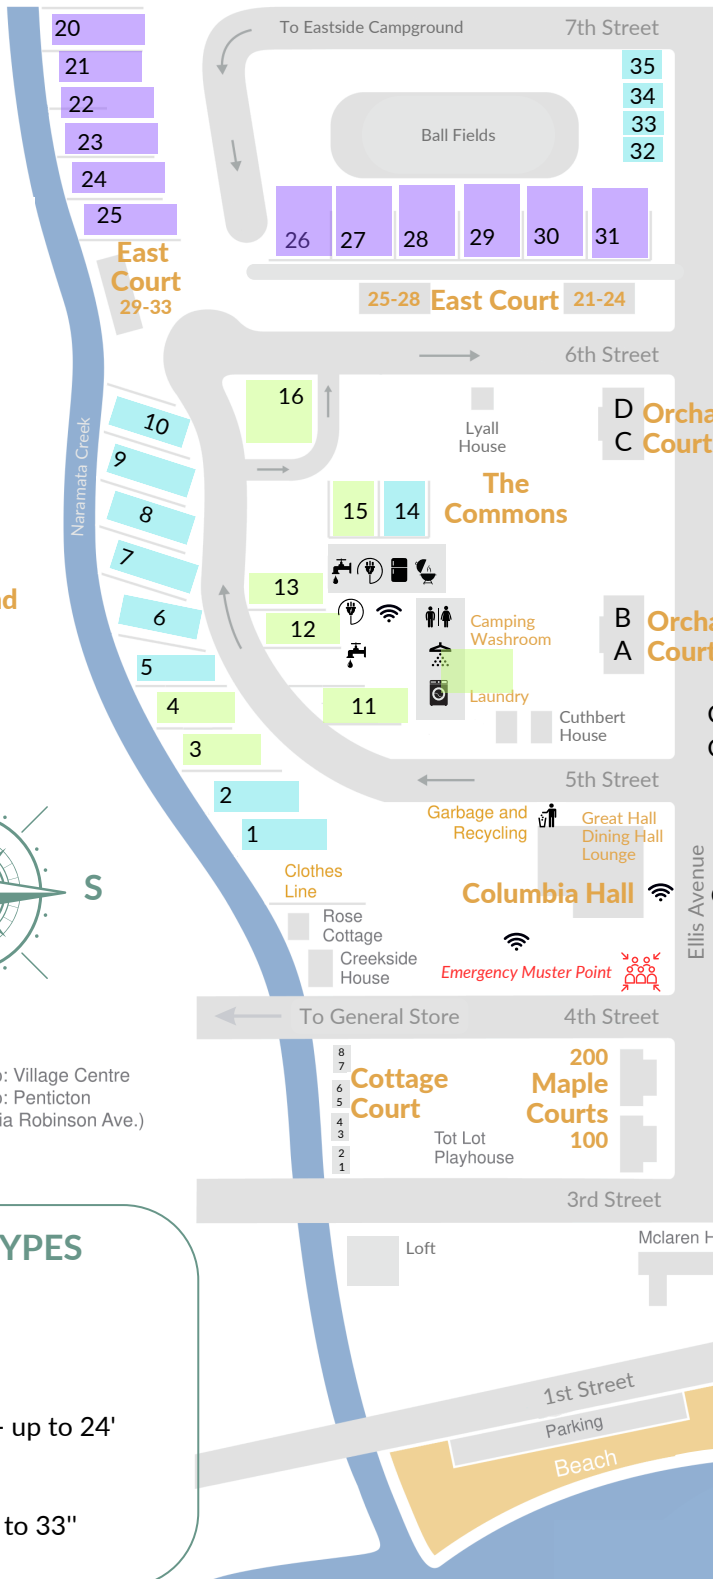 20
21
22
23
24
25
To Eastside Campground
7th Street
35
34
33
32
Ball Fields
26
27
28
29
30
31
East
Court
29-33
25-28
East Court
21-24
6th Street
16
Lyall
House
D
C
Orcha
Court
Naramata Creek
10
9
8
7
6
5
4
3
2
1
The
Commons
15
14
13
12
11
nd
B
A
Orcha
Court
Camping
Washroom
Laundry
Cuthbert
House
5th Street
Garbage and
Recycling
Great Hall
Dining Hall
Lounge
Columbia Hall
Ellis Avenue
Clothes
Line
S
Rose
Cottage
Creekside
House
Emergency Muster Point
To General Store
4th Street
8
7
6
5
4
3
2
1
Cottage
Court
200
Maple
Courts
100
Tot Lot
Playhouse
o: Village Centre
o: Penticton
ia Robinson Ave.)
3rd Street
YPES
Loft
Mclaren H
- up to 24'
to 33"
1st Street
Parking
Beach